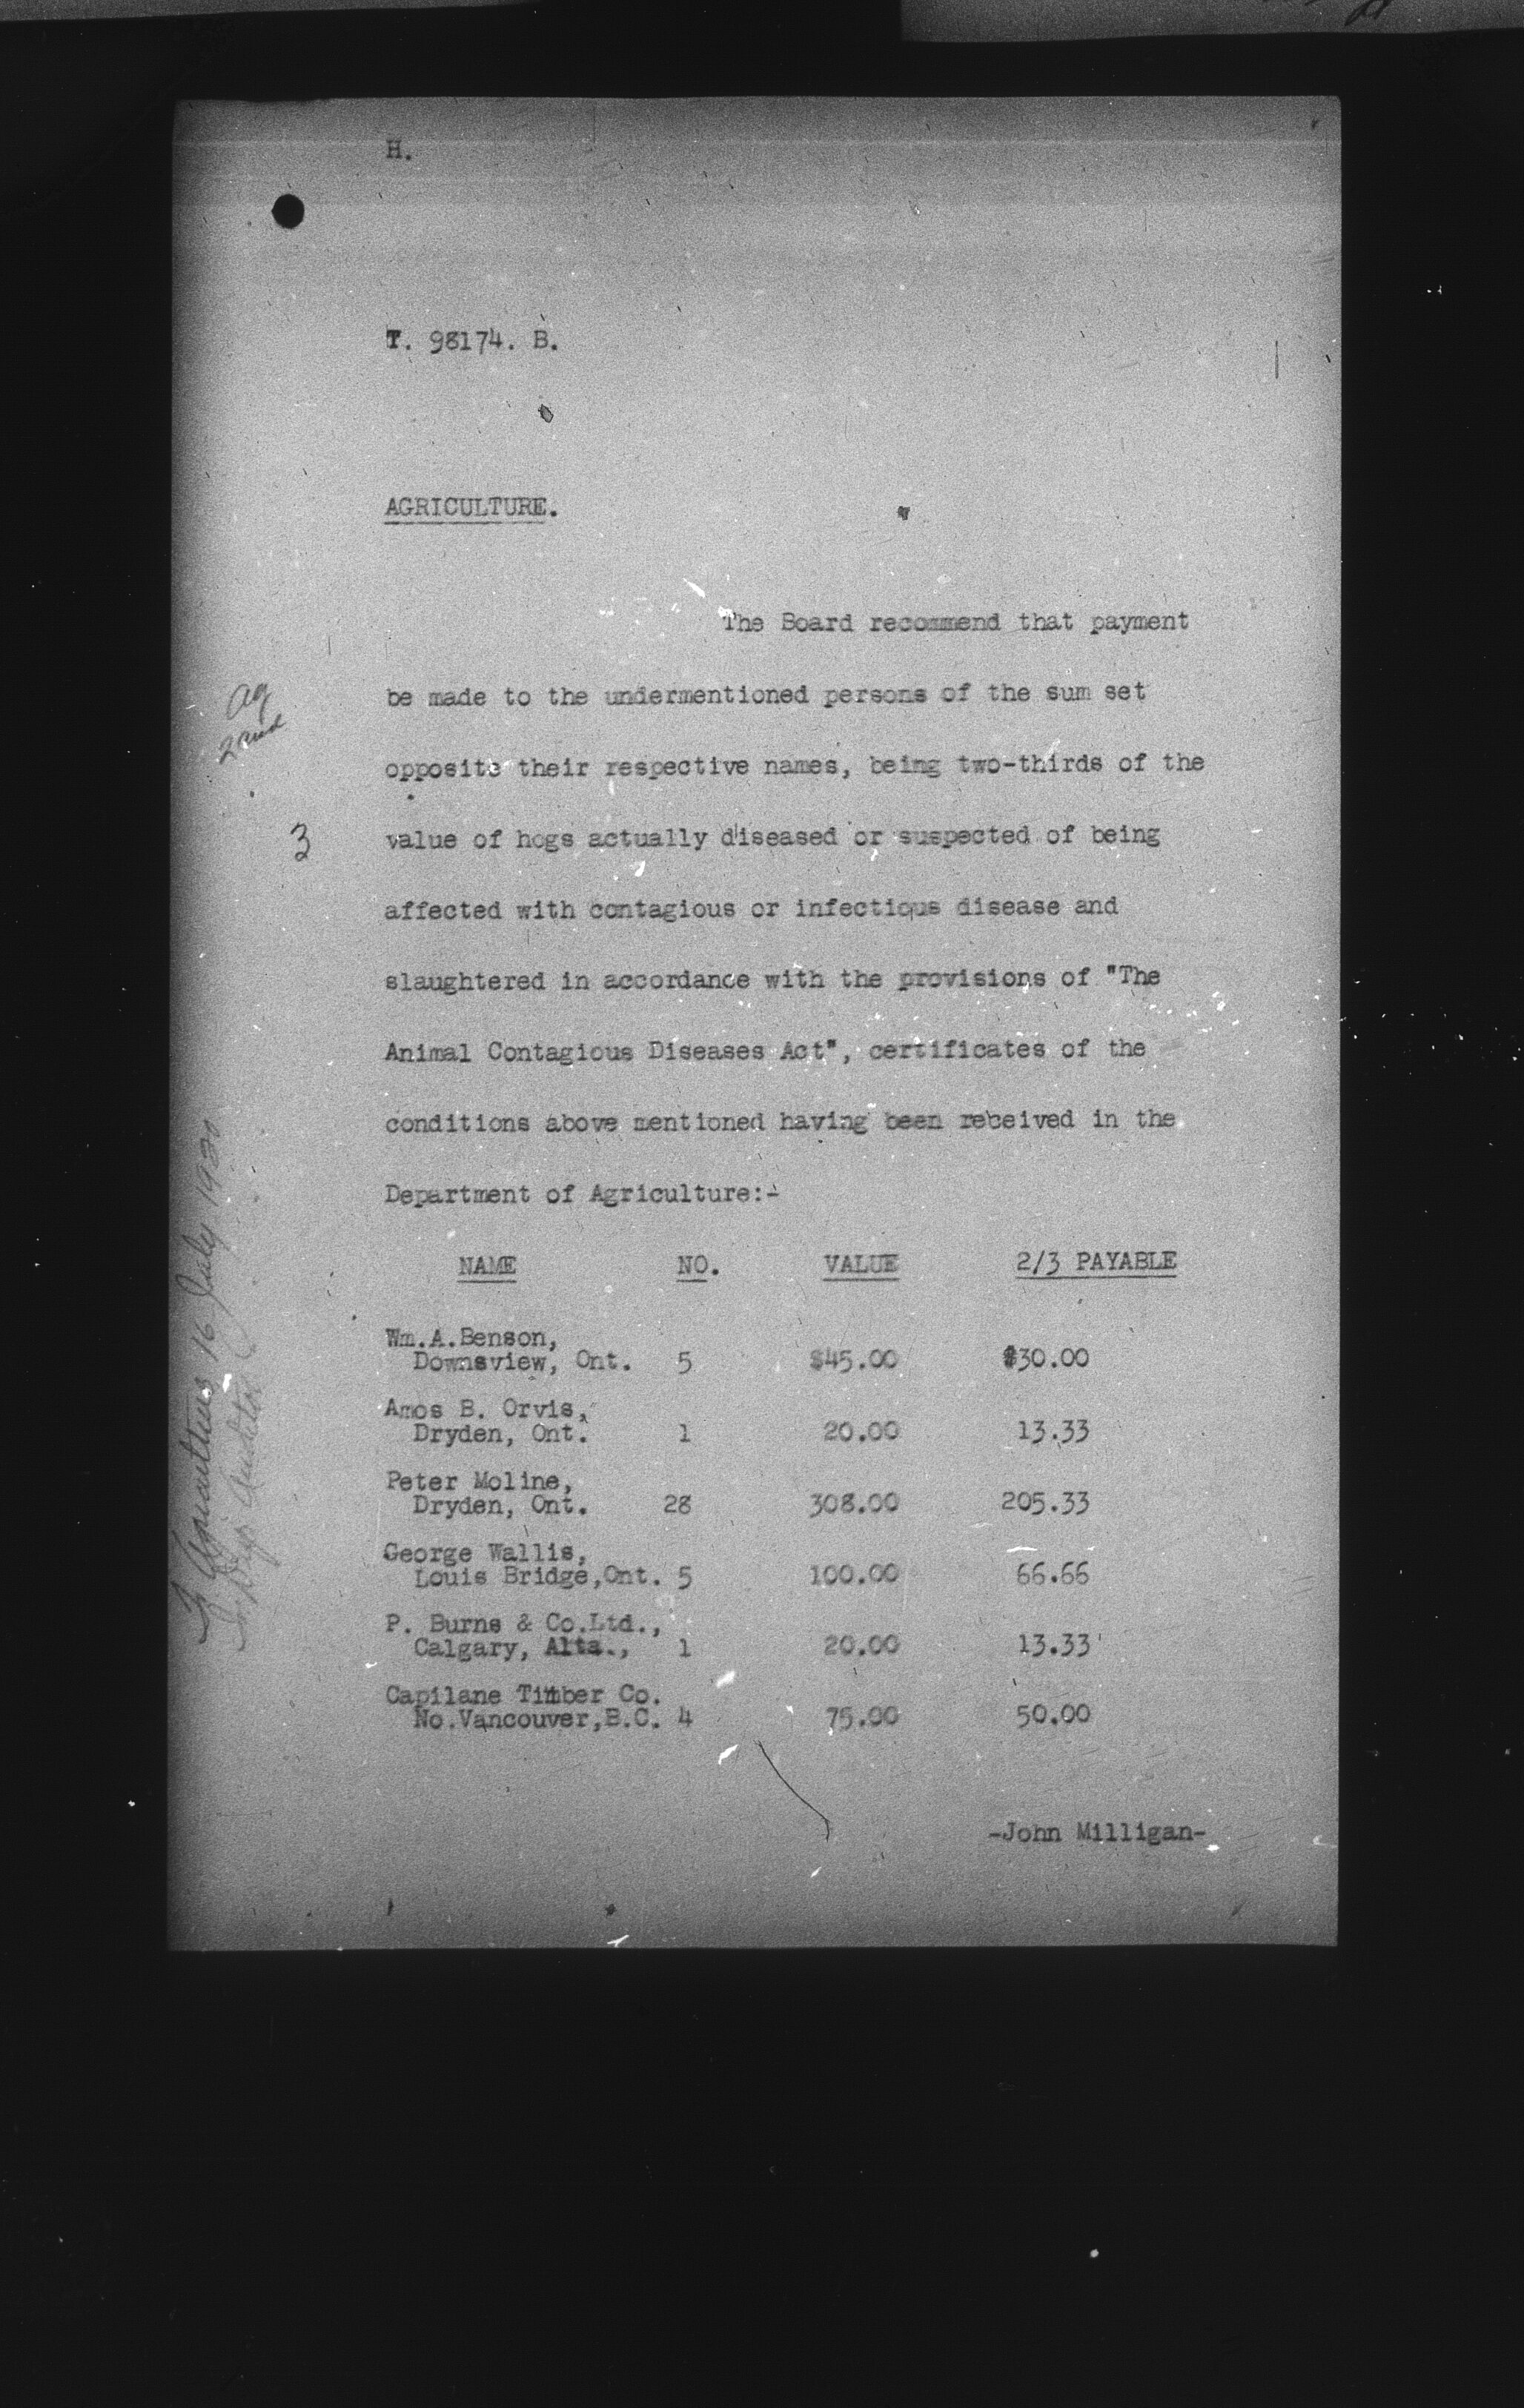 H.
T. 98174. B.
AGRICULTURE.
The Board recommend that payment
be made to the undermentioned persons of the sum set
opposite their respective names, being two-thirds of the
value of hogs actually diseased or suspected of being
affected with contagious or infectious disease and
slaughtered in accordance with the provisions of "The
Animal Contagious Diseases Act", certificates of the
conditions above mentioned having been received in the
Department of Agriculture:-
NAME NO. VALUE 2/3 PAYABLE
Wm.A.Benson,
Downsview, Ont. 5 $45.00 $30.00
Amos B. Orvis,
Dryden, Ont. 1 20.00 13.33
Peter Moline,
Dryden, Ont. 28 308.00 205.33
George Wallis,
Louis Bridge,Ont. 5 100.00 66.66
P. Burns & Co.Ltd.,
Calgary, Alta., 1 20.00 13.33
Capilane Timber Co.
No.Vancouver,B.C. 4 75.00 50.00
-John Milligan-
Ag
3
16 July 1920